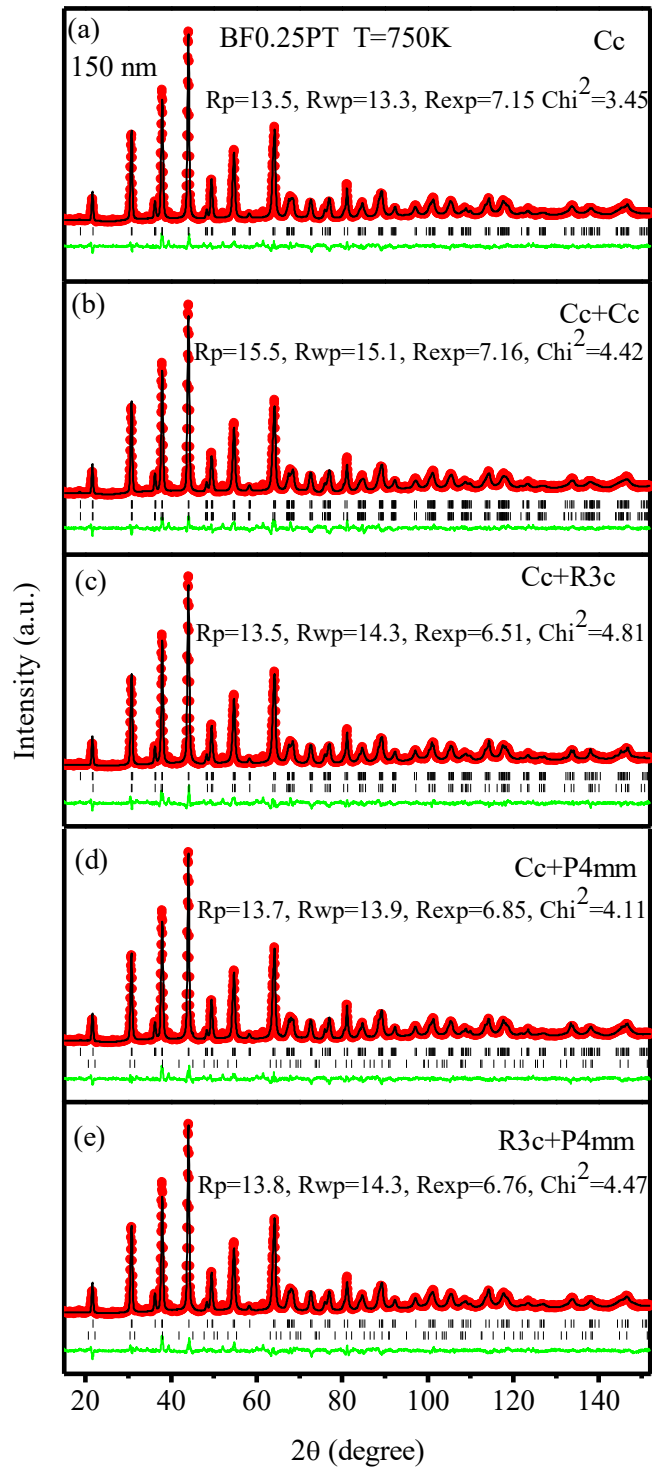 (a) BF0.25PT T=750K Cc
150 nm
Rp=13.5, Rwp=13.3, Rexp=7.15 Chi²=3.45
(b) Cc+Cc
Rp=15.5, Rwp=15.1, Rexp=7.16, Chi²=4.42
(c) Cc+R3c
Rp=13.5, Rwp=14.3, Rexp=6.51, Chi²=4.81
(d) Cc+P4mm
Rp=13.7, Rwp=13.9, Rexp=6.85, Chi²=4.11
(e) R3c+P4mm
Rp=13.8, Rwp=14.3, Rexp=6.76, Chi²=4.47
Intensity (a.u.)
20 40 60 80 100 120 140
2θ (degree)